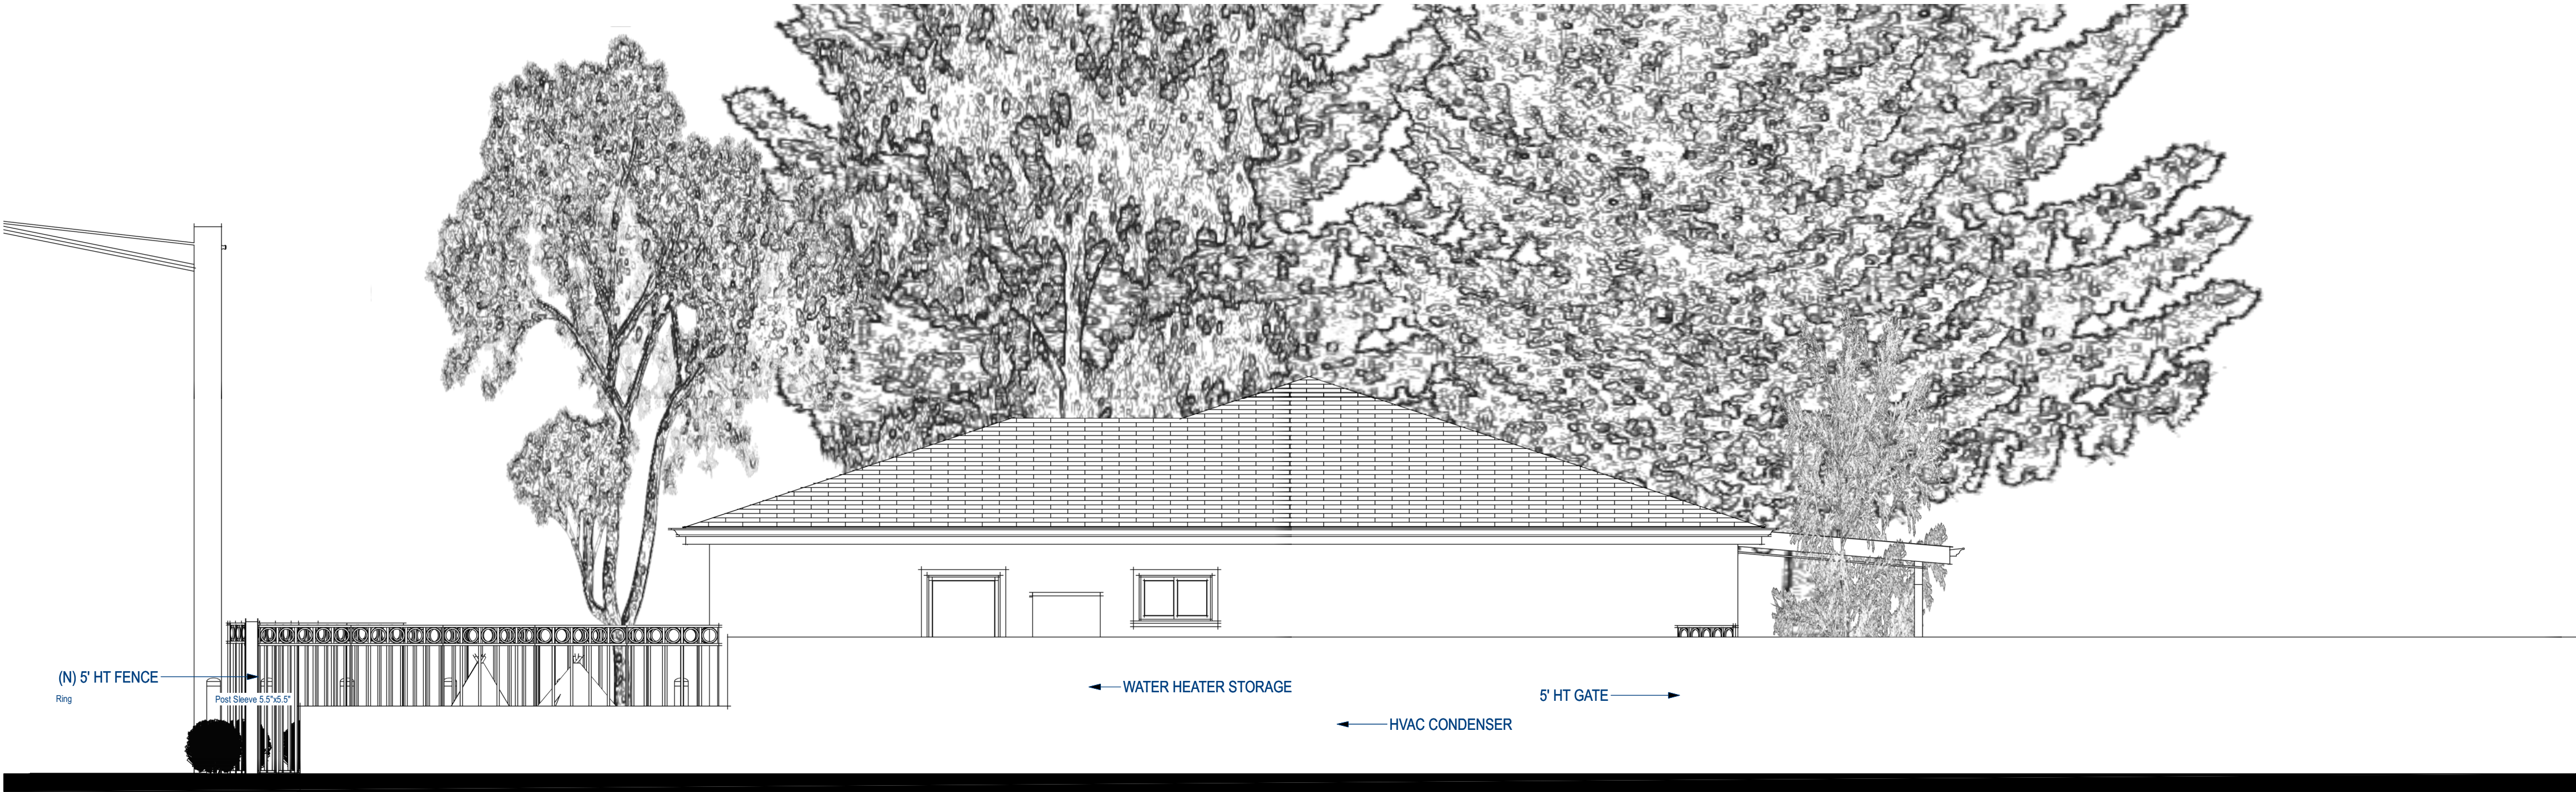 (N) 5' HT FENCE
Ring
Post Sleeve 5.5"x5.5"
WATER HEATER STORAGE
5' HT GATE
HVAC CONDENSER